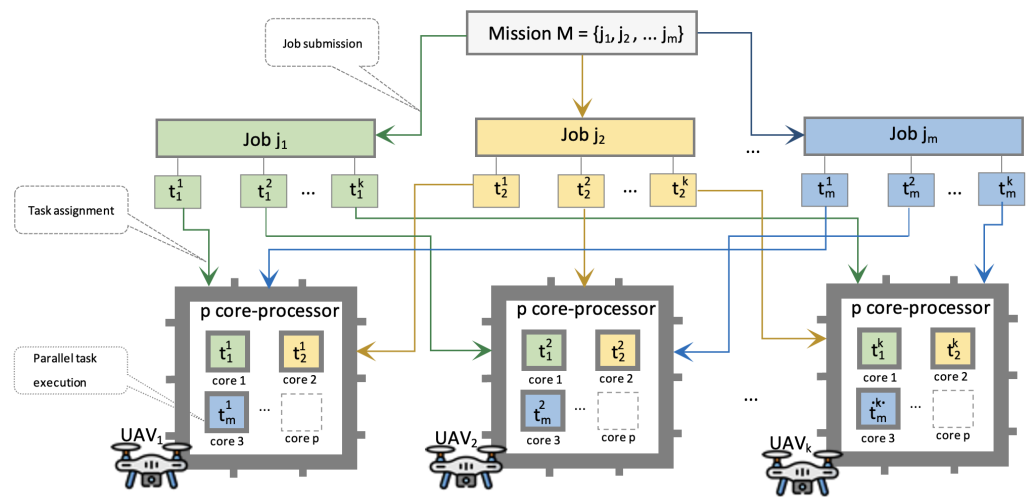 Mission M = {j₁, j₂ , ... jₘ}
Job submission
Job j₁
Job j₂
...
Job jₘ
t₁¹ t₁² ... t₁ᵏ
t₂¹ t₂² ... t₂ᵏ
tₘ¹ tₘ² ... tₘᵏ
Task assignment
p core-processor
t₁¹ t₂¹
core 1 core 2
tₘ¹ ...
core 3 core p
UAV₁
Parallel task
execution
p core-processor
t₁² t₂²
core 1 core 2
tₘ² ...
core 3 core p
UAV₂
...
p core-processor
t₁ᵏ t₂ᵏ
core 1 core 2
tₘ·ᵏ· ...
core 3 core p
UAVₖ